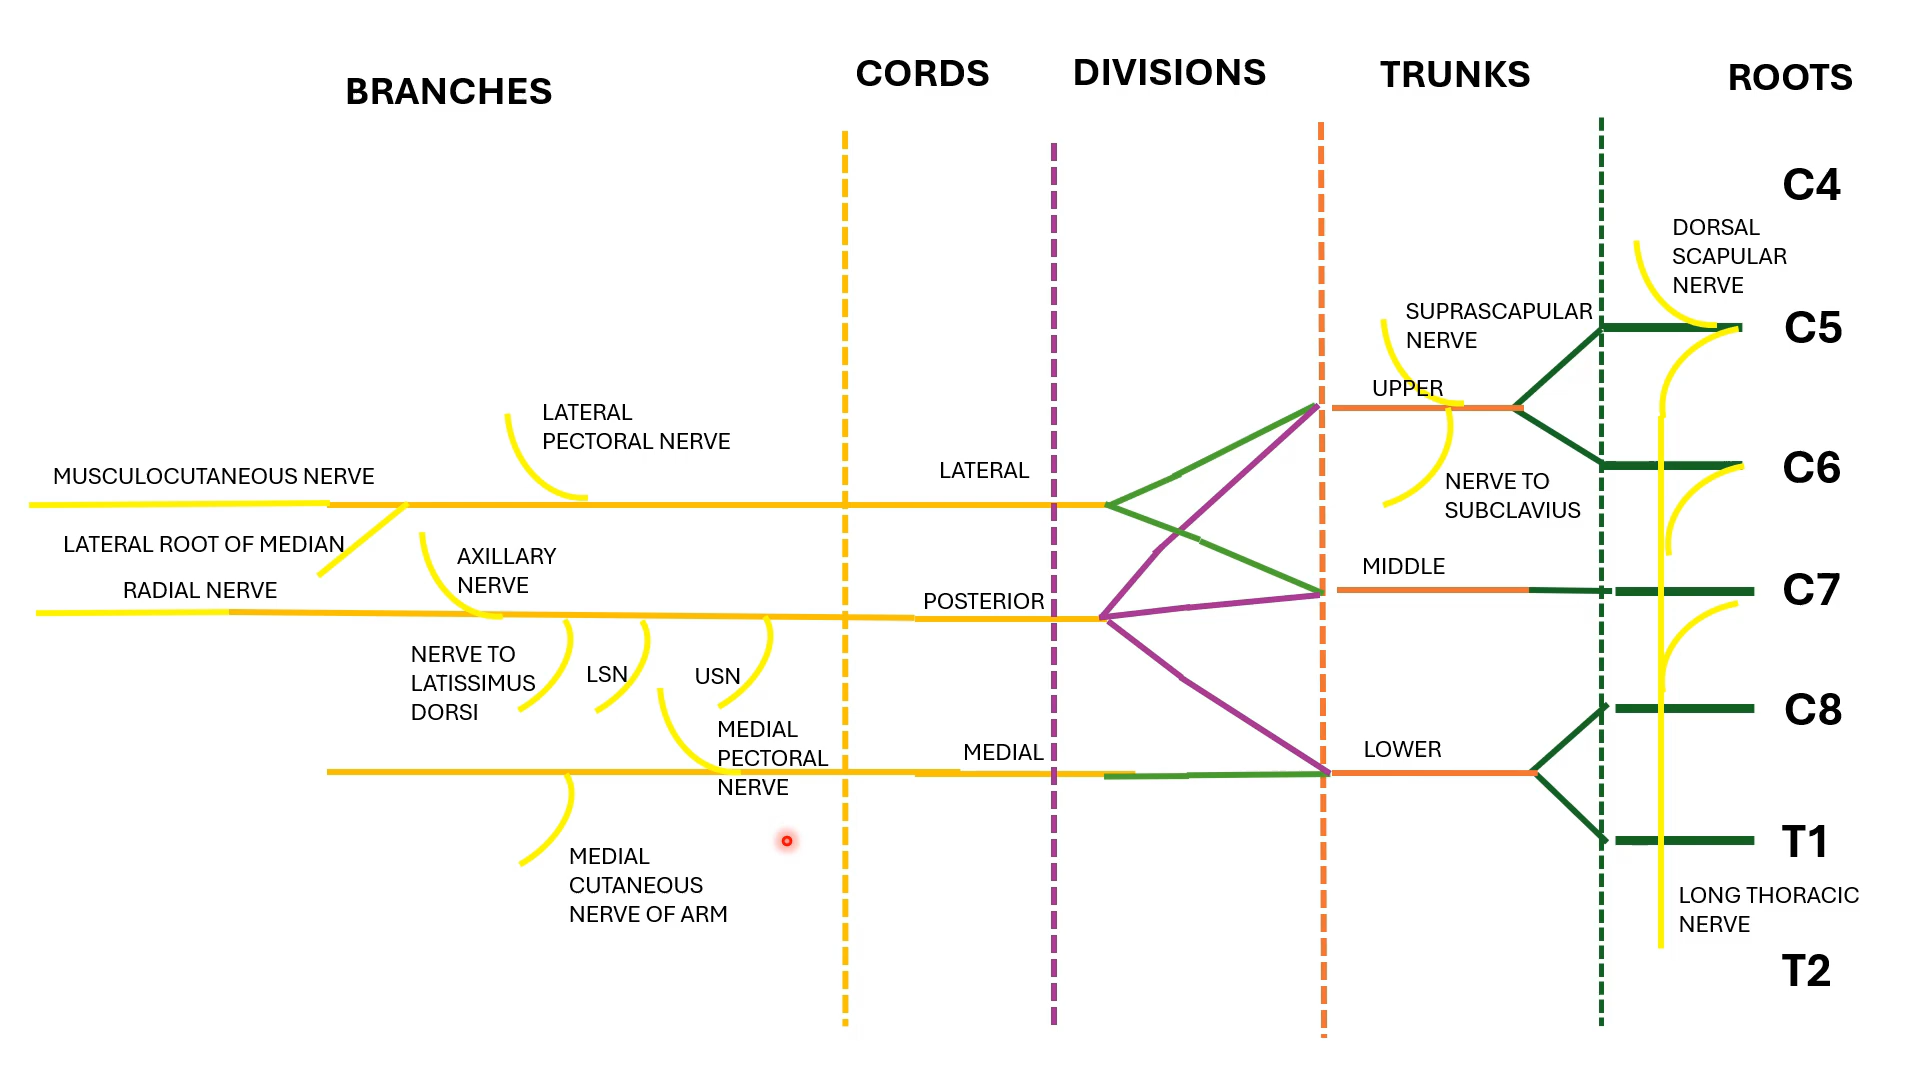 BRANCHES
CORDS
DIVISIONS
TRUNKS
ROOTS
C4
DORSAL
SCAPULAR
NERVE
C5
SUPRASCAPULAR
NERVE
UPPER
C6
NERVE TO
SUBCLAVIUS
LATERAL
PECTORAL NERVE
MUSCULOCUTANEOUS NERVE
LATERAL
LATERAL ROOT OF MEDIAN
AXILLARY
NERVE
MIDDLE
C7
RADIAL NERVE
POSTERIOR
NERVE TO
LATISSIMUS
DORSI
LSN
USN
C8
MEDIAL
PECTORAL
NERVE
MEDIAL
LOWER
T1
MEDIAL
CUTANEOUS
NERVE OF ARM
LONG THORACIC
NERVE
T2